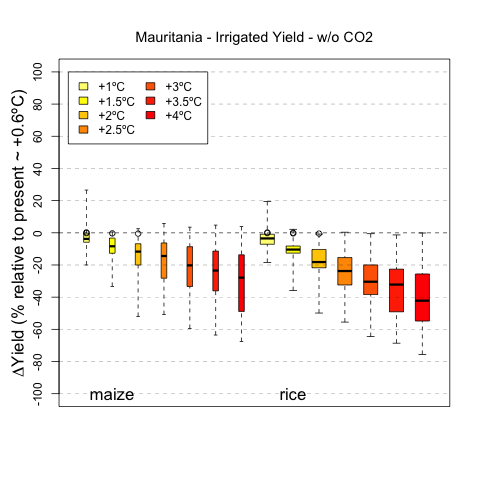 Mauritania - Irrigated Yield - w/o CO2
ΔYield (% relative to present ~ +0.6ºC)
100
80
60
40
20
0
-20
-40
-60
-80
-100
+1ºC
+1.5ºC
+2ºC
+2.5ºC
+3ºC
+3.5ºC
+4ºC
maize
rice